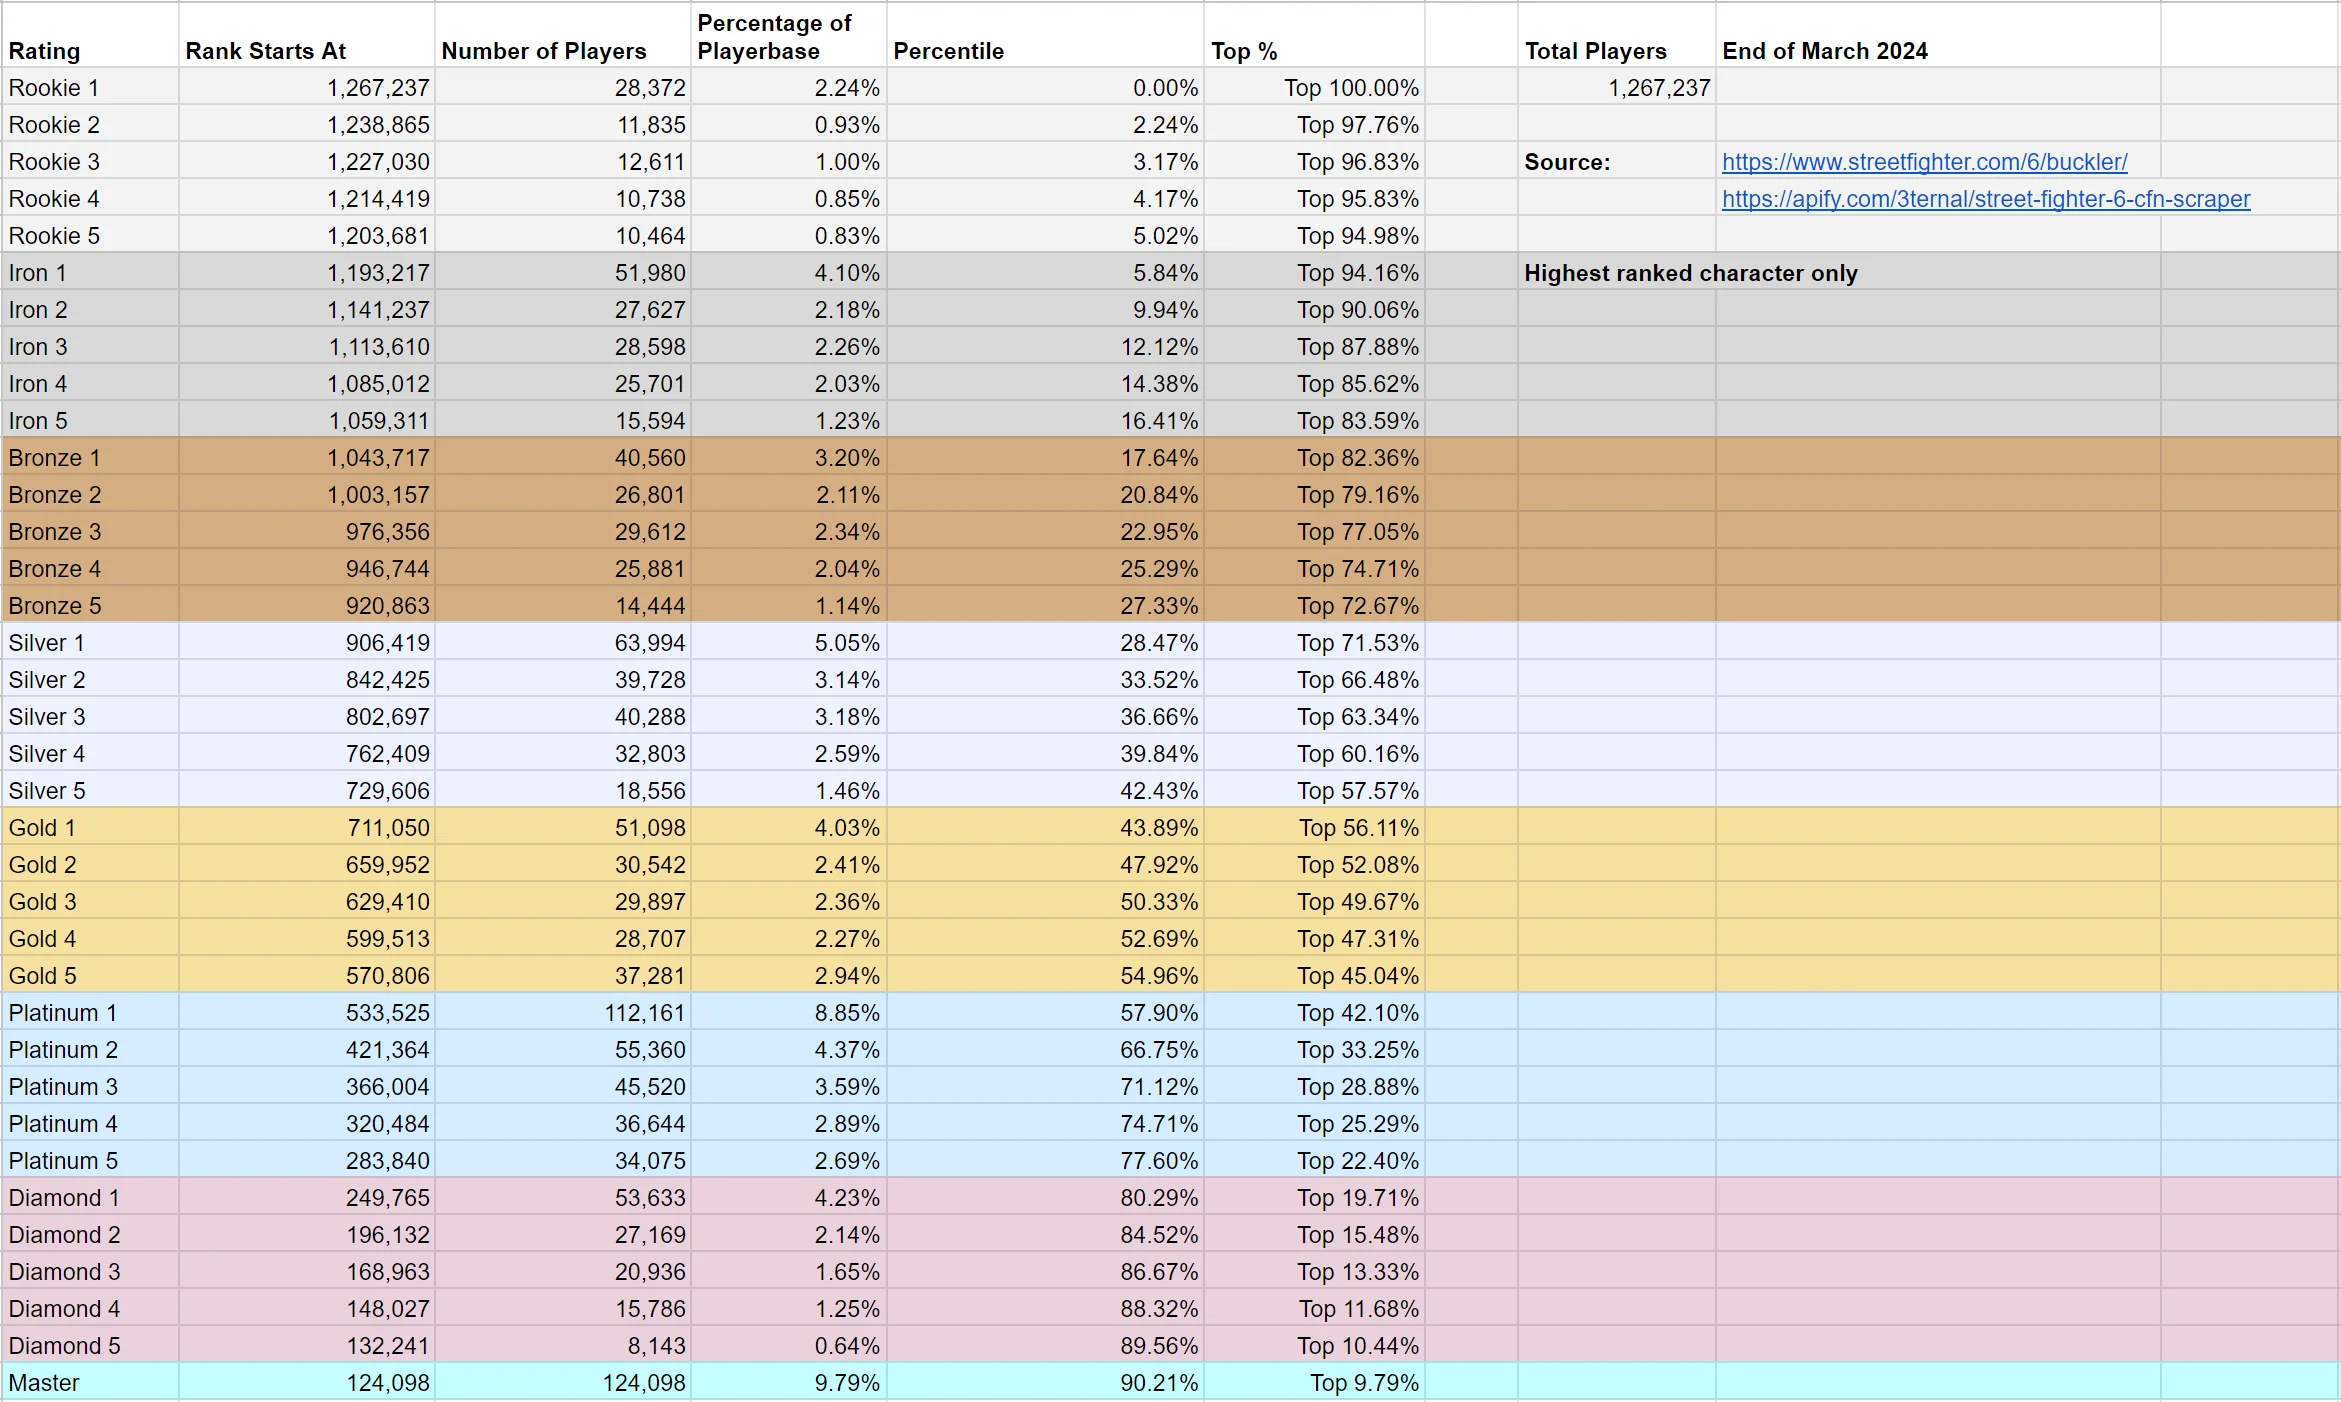 Rating Rank Starts At Number of Players Percentage of Playerbase Percentile Top % Total Players End of March 2024
Rookie 1 1,267,237 28,372 2.24% 0.00% Top 100.00% 1,267,237
Rookie 2 1,238,865 11,835 0.93% 2.24% Top 97.76%
Rookie 3 1,227,030 12,611 1.00% 3.17% Top 96.83% Source: https://www.streetfighter.com/6/buckler/
Rookie 4 1,214,419 10,738 0.85% 4.17% Top 95.83% https://apify.com/3ternal/street-fighter-6-cfn-scraper
Rookie 5 1,203,681 10,464 0.83% 5.02% Top 94.98%
Iron 1 1,193,217 51,980 4.10% 5.84% Top 94.16% Highest ranked character only
Iron 2 1,141,237 27,627 2.18% 9.94% Top 90.06%
Iron 3 1,113,610 28,598 2.26% 12.12% Top 87.88%
Iron 4 1,085,012 25,701 2.03% 14.38% Top 85.62%
Iron 5 1,059,311 15,594 1.23% 16.41% Top 83.59%
Bronze 1 1,043,717 40,560 3.20% 17.64% Top 82.36%
Bronze 2 1,003,157 26,801 2.11% 20.84% Top 79.16%
Bronze 3 976,356 29,612 2.34% 22.95% Top 77.05%
Bronze 4 946,744 25,881 2.04% 25.29% Top 74.71%
Bronze 5 920,863 14,444 1.14% 27.33% Top 72.67%
Silver 1 906,419 63,994 5.05% 28.47% Top 71.53%
Silver 2 842,425 39,728 3.14% 33.52% Top 66.48%
Silver 3 802,697 40,288 3.18% 36.66% Top 63.34%
Silver 4 762,409 32,803 2.59% 39.84% Top 60.16%
Silver 5 729,606 18,556 1.46% 42.43% Top 57.57%
Gold 1 711,050 51,098 4.03% 43.89% Top 56.11%
Gold 2 659,952 30,542 2.41% 47.92% Top 52.08%
Gold 3 629,410 29,897 2.36% 50.33% Top 49.67%
Gold 4 599,513 28,707 2.27% 52.69% Top 47.31%
Gold 5 570,806 37,281 2.94% 54.96% Top 45.04%
Platinum 1 533,525 112,161 8.85% 57.90% Top 42.10%
Platinum 2 421,364 55,360 4.37% 66.75% Top 33.25%
Platinum 3 366,004 45,520 3.59% 71.12% Top 28.88%
Platinum 4 320,484 36,644 2.89% 74.71% Top 25.29%
Platinum 5 283,840 34,075 2.69% 77.60% Top 22.40%
Diamond 1 249,765 53,633 4.23% 80.29% Top 19.71%
Diamond 2 196,132 27,169 2.14% 84.52% Top 15.48%
Diamond 3 168,963 20,936 1.65% 86.67% Top 13.33%
Diamond 4 148,027 15,786 1.25% 88.32% Top 11.68%
Diamond 5 132,241 8,143 0.64% 89.56% Top 10.44%
Master 124,098 124,098 9.79% 90.21% Top 9.79%